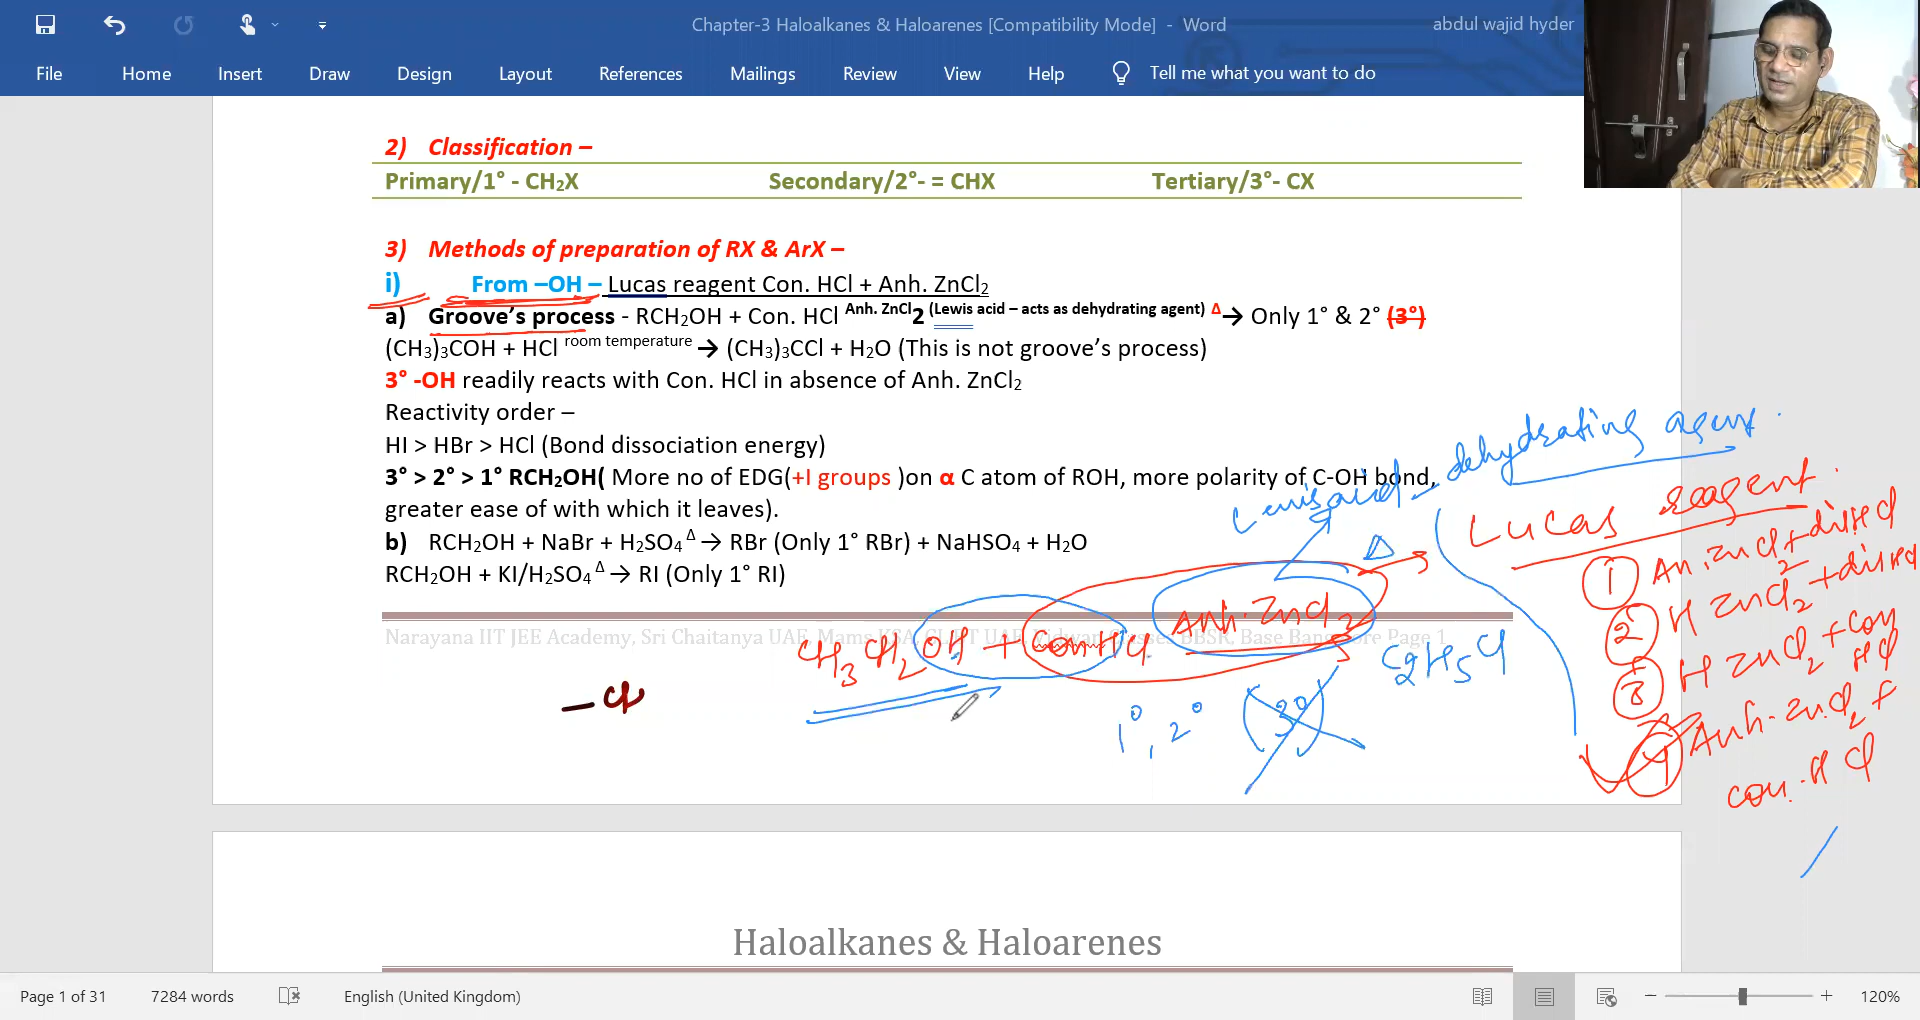 Chapter-3 Haloalkanes & Haloarenes [Compatibility Mode] - Word
abdul wajid hyder
File Home Insert Draw Design Layout References Mailings Review View Help Tell me what you want to do
2) Classification –
Primary/1° - CH₂X Secondary/2°- = CHX Tertiary/3°- CX
3) Methods of preparation of RX & ArX –
i) From –OH – Lucas reagent Con. HCl + Anh. ZnCl₂
a) Groove's process - RCH₂OH + Con. HCl Anh. ZnCl2 (Lewis acid – acts as dehydrating agent) Δ→ Only 1° & 2° (3°)
(CH₃)₃COH + HCl room temperature → (CH₃)₃CCl + H₂O (This is not groove's process)
3° -OH readily reacts with Con. HCl in absence of Anh. ZnCl₂
Reactivity order –
HI > HBr > HCl (Bond dissociation energy)
3° > 2° > 1° RCH₂OH( More no of EDG(+I groups )on α C atom of ROH, more polarity of C-OH bond,
greater ease of with which it leaves).
b) RCH₂OH + NaBr + H₂SO₄ Δ → RBr (Only 1° RBr) + NaHSO₄ + H₂O
RCH₂OH + KI/H₂SO₄ Δ → RI (Only 1° RI)
Lewis acid – dehydrating agent.
Lucas reagent.
① An. ZnCl₂ + dil HCl
② H ZnCl₂ + dil HCl
③ H ZnCl₂ + con HCl
④ Anh. ZnCl₂ + con. HCl
Narayana IIT JEE Academy, Sri Chaitanya UAE, Mams KSA, Page 1
CH₃CH₂OH + Con HCl Anh. ZnCl₂ Δ → C₂H₅Cl
1°, 2° (3°)
Haloalkanes & Haloarenes
Page 1 of 31 7284 words English (United Kingdom) 120%